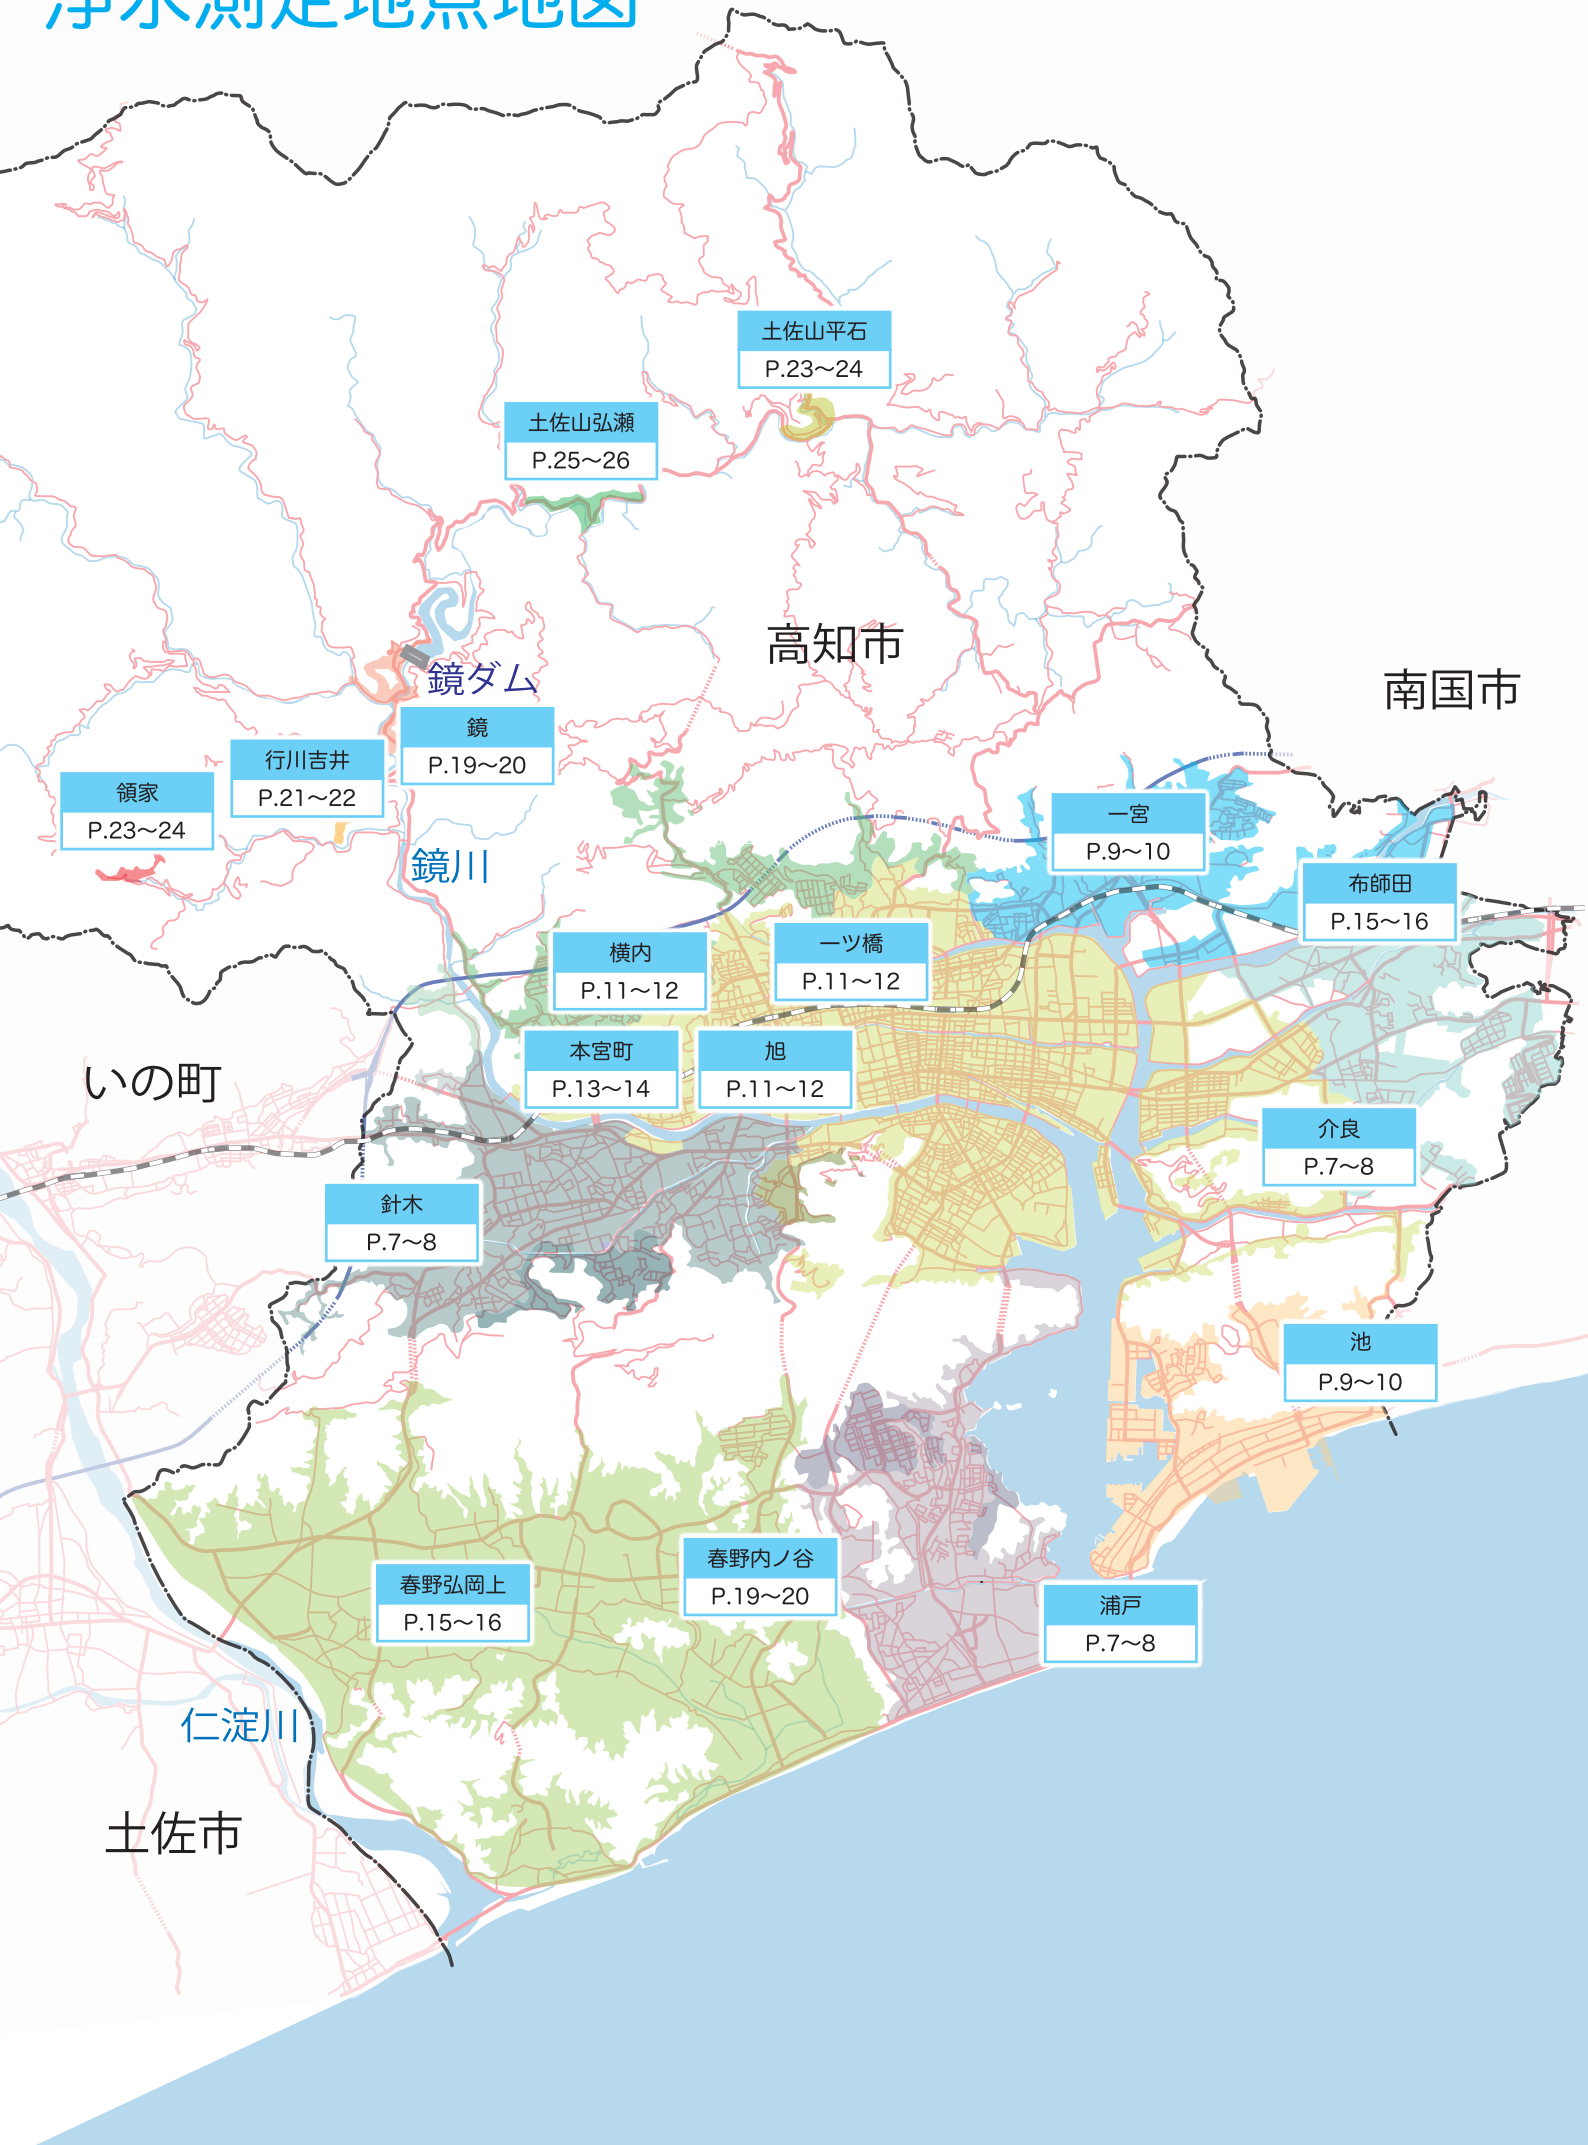 浄水測定地点地図
土佐山平石
P.23～24
土佐山弘瀬
P.25～26
高知市
南国市
鏡ダム
鏡
P.19～20
行川吉井
P.21～22
領家
P.23～24
一宮
P.9～10
鏡川
布師田
P.15～16
横内
P.11～12
一ツ橋
P.11～12
本宮町
P.13～14
旭
P.11～12
いの町
介良
P.7～8
針木
P.7～8
池
P.9～10
春野内ノ谷
P.19～20
春野弘岡上
P.15～16
浦戸
P.7～8
仁淀川
土佐市